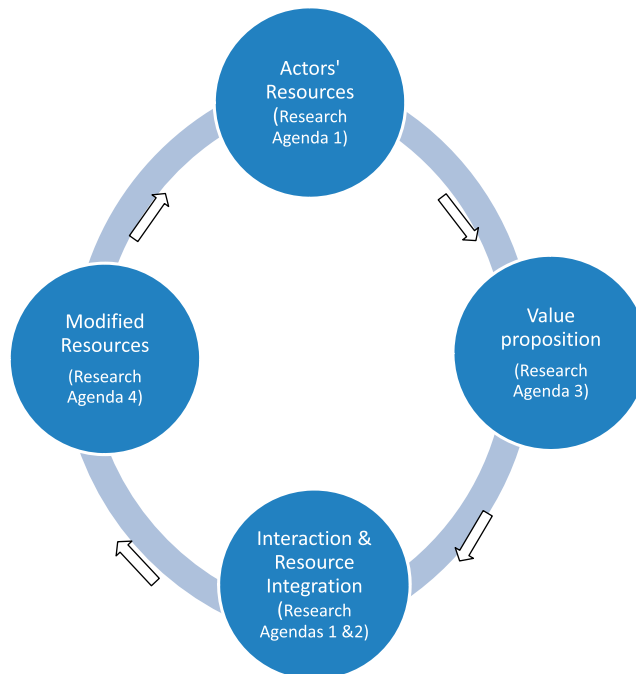 Actors'
Resources
(Research
Agenda 1)
Value
proposition
(Research
Agenda 3)
Interaction &
Resource
Integration
(Research
Agendas 1 &2)
Modified
Resources
(Research
Agenda 4)